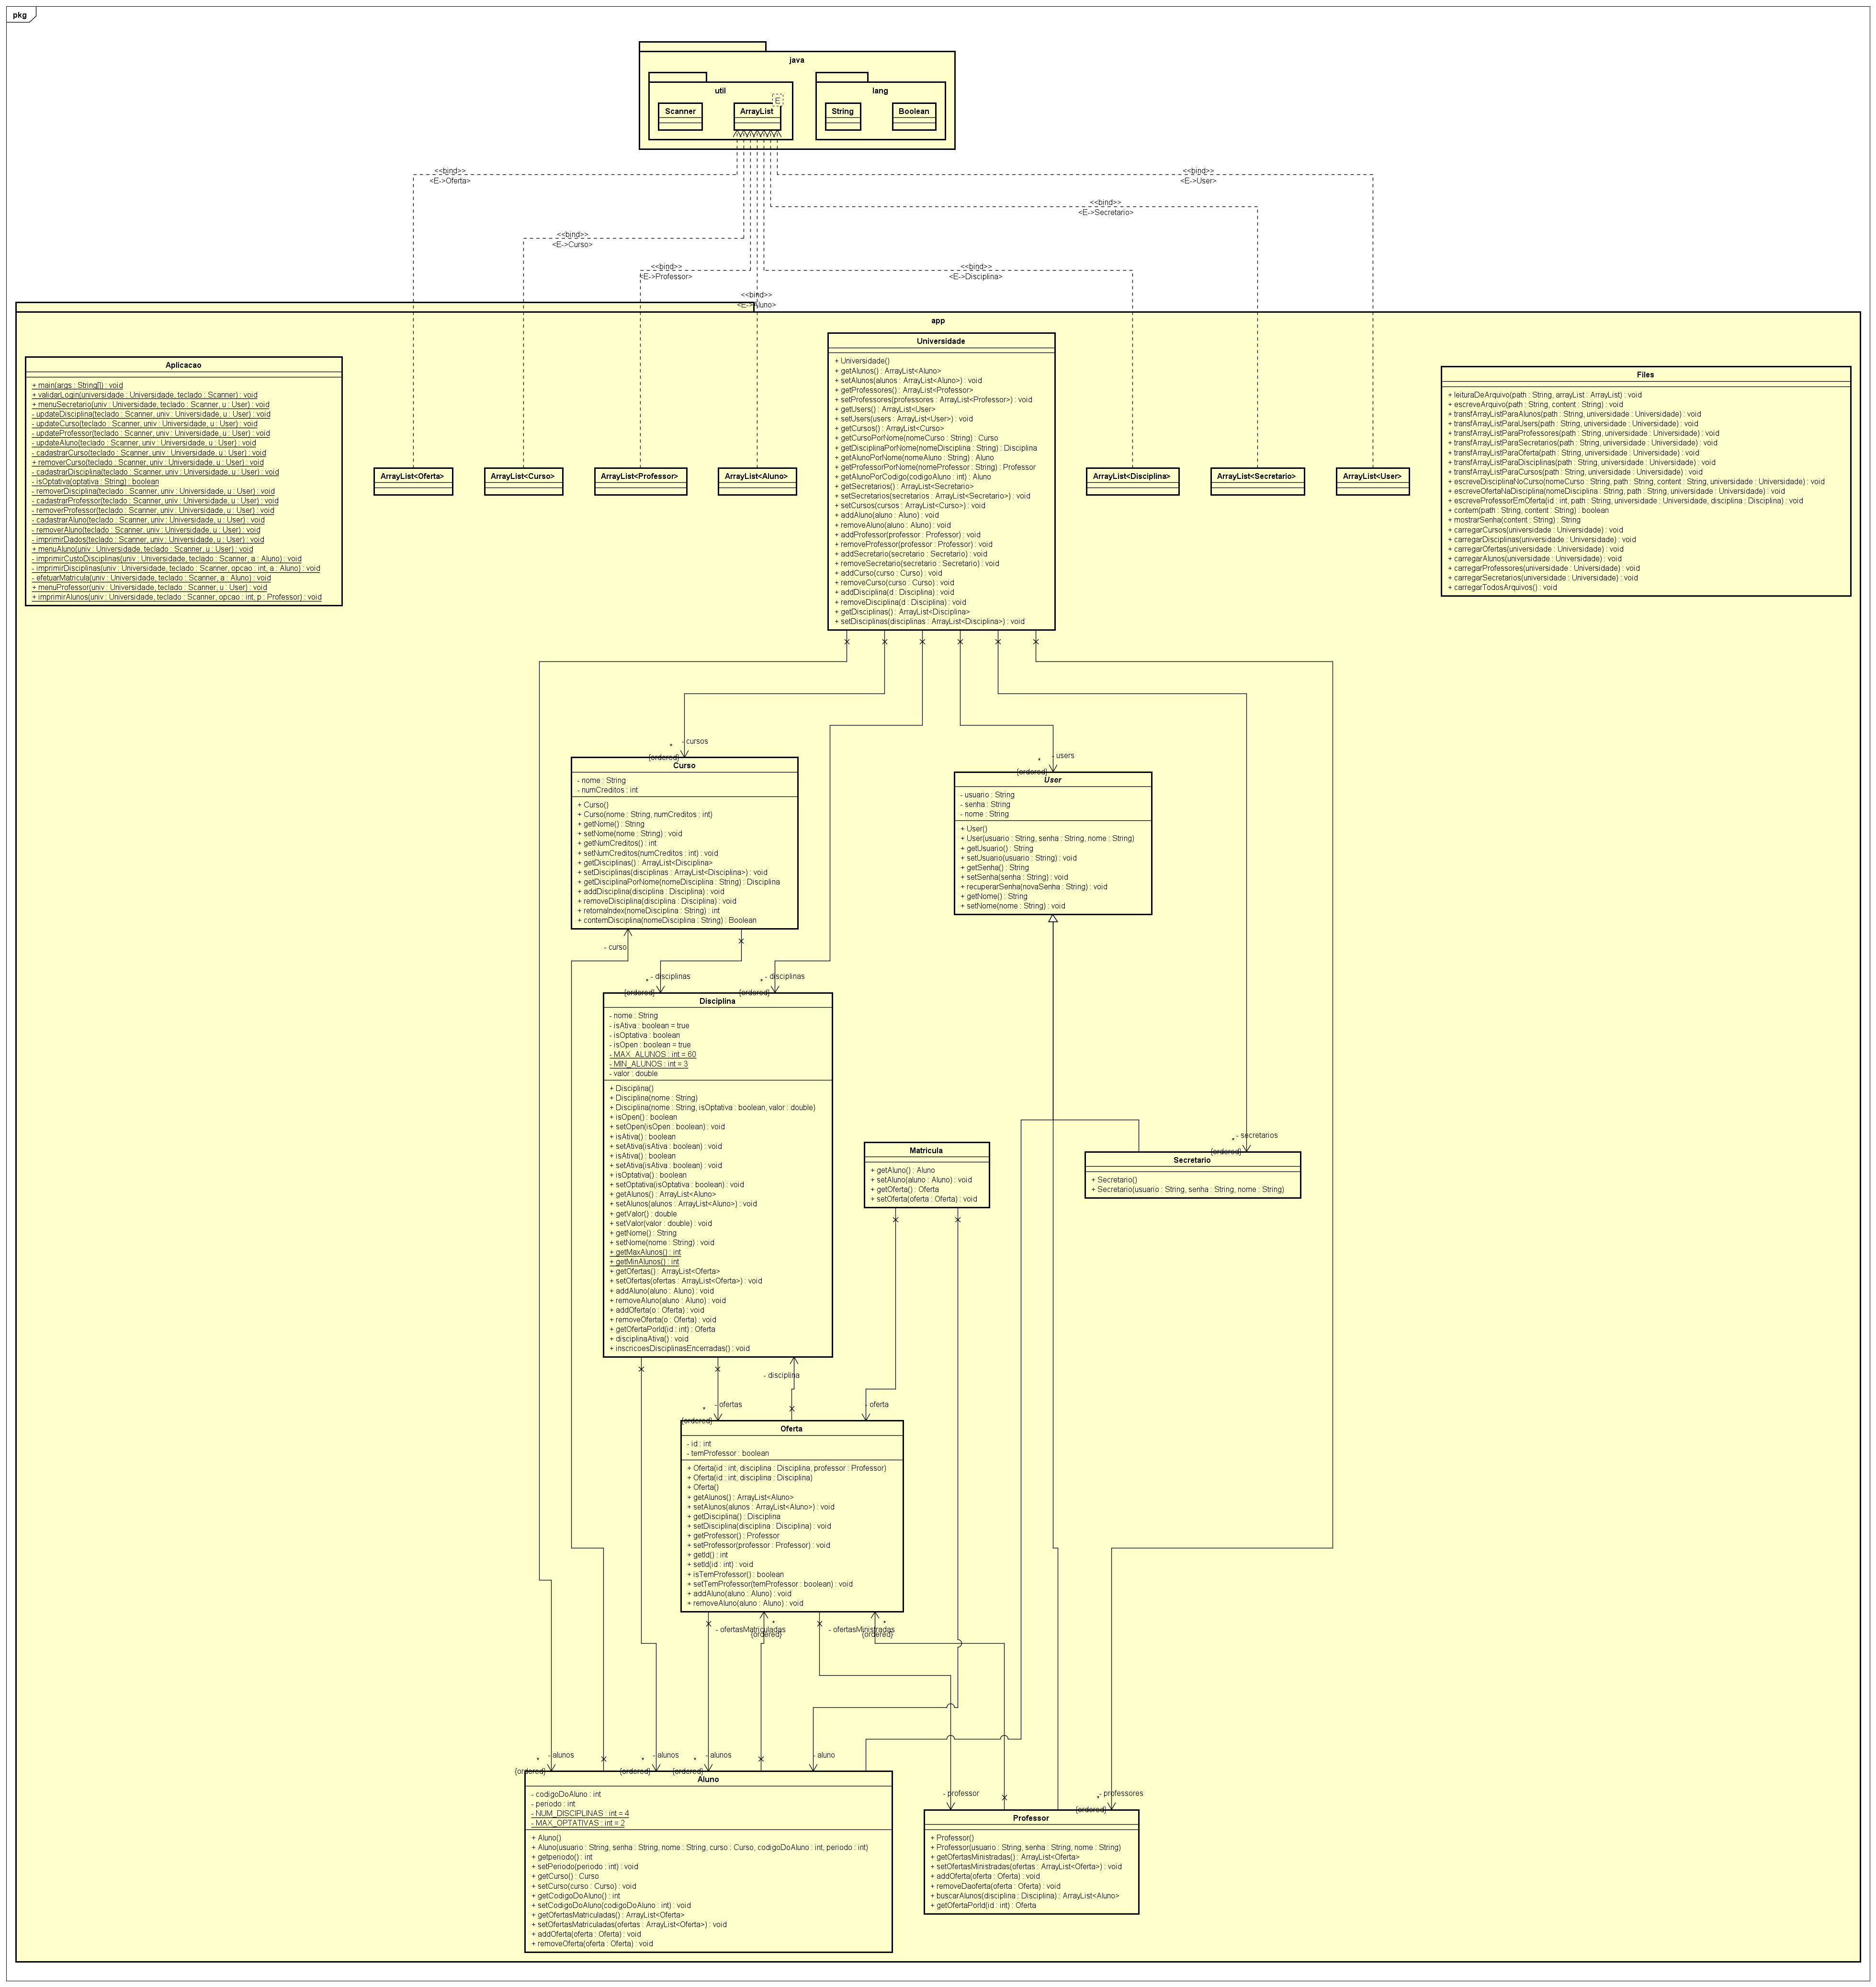 pkg
java
util
lang
E
Scanner
ArrayList
String
Boolean
<<bind>>
<E->Oferta>
<<bind>>
<E->User>
<<bind>>
<E->Secretario>
<<bind>>
<E->Curso>
<<bind>>
<E->Professor>
<<bind>>
<E->Disciplina>
<<bind>>
<E->Aluno>
app
Aplicacao
+ main(args : String[]) : void
+ validarLogin(universidade : Universidade, teclado : Scanner) : void
+ menuSecretario(univ : Universidade, teclado : Scanner, u : User) : void
- updateDisciplina(teclado : Scanner, univ : Universidade, u : User) : void
- updateCurso(teclado : Scanner, univ : Universidade, u : User) : void
- updateProfessor(teclado : Scanner, univ : Universidade, u : User) : void
- updateAluno(teclado : Scanner, univ : Universidade, u : User) : void
- cadastrarCurso(teclado : Scanner, univ : Universidade, u : User) : void
+ removerCurso(teclado : Scanner, univ : Universidade, u : User) : void
- cadastrarDisciplina(teclado : Scanner, univ : Universidade, u : User) : void
- isOptativa(optativa : String) : boolean
- removerDisciplina(teclado : Scanner, univ : Universidade, u : User) : void
- cadastrarProfessor(teclado : Scanner, univ : Universidade, u : User) : void
- removerProfessor(teclado : Scanner, univ : Universidade, u : User) : void
- cadastrarAluno(teclado : Scanner, univ : Universidade, u : User) : void
- removerAluno(teclado : Scanner, univ : Universidade, u : User) : void
- imprimirDados(teclado : Scanner, univ : Universidade, u : User) : void
+ menuAluno(univ : Universidade, teclado : Scanner, u : User) : void
- imprimirCustoDisciplinas(univ : Universidade, teclado : Scanner, a : Aluno) : void
- imprimirDisciplinas(univ : Universidade, teclado : Scanner, opcao : int, a : Aluno) : void
- efetuarMatricula(univ : Universidade, teclado : Scanner, a : Aluno) : void
+ menuProfessor(univ : Universidade, teclado : Scanner, u : User) : void
+ imprimirAlunos(univ : Universidade, teclado : Scanner, opcao : int, p : Professor) : void
ArrayList<Oferta>
ArrayList<Curso>
ArrayList<Professor>
ArrayList<Aluno>
Universidade
+ Universidade()
+ getAlunos() : ArrayList<Aluno>
+ setAlunos(alunos : ArrayList<Aluno>) : void
+ getProfessores() : ArrayList<Professor>
+ setProfessores(professores : ArrayList<Professor>) : void
+ getUsers() : ArrayList<User>
+ setUsers(users : ArrayList<User>) : void
+ getCursos() : ArrayList<Curso>
+ getCursoPorNome(nomeCurso : String) : Curso
+ getDisciplinaPorNome(nomeDisciplina : String) : Disciplina
+ getAlunoPorNome(nomeAluno : String) : Aluno
+ getProfessorPorNome(nomeProfessor : String) : Professor
+ getAlunoPorCodigo(codigoAluno : int) : Aluno
+ getSecretarios() : ArrayList<Secretario>
+ setSecretarios(secretarios : ArrayList<Secretario>) : void
+ setCursos(cursos : ArrayList<Curso>) : void
+ addAluno(aluno : Aluno) : void
+ removeAluno(aluno : Aluno) : void
+ addProfessor(professor : Professor) : void
+ removeProfessor(professor : Professor) : void
+ addSecretario(secretario : Secretario) : void
+ removeSecretario(secretario : Secretario) : void
+ addCurso(curso : Curso) : void
+ removeCurso(curso : Curso) : void
+ addDisciplina(d : Disciplina) : void
+ removeDisciplina(d : Disciplina) : void
+ getDisciplinas() : ArrayList<Disciplina>
+ setDisciplinas(disciplinas : ArrayList<Disciplina>) : void
ArrayList<Disciplina>
ArrayList<Secretario>
ArrayList<User>
Files
+ leituraDeArquivo(path : String, arrayList : ArrayList) : void
+ escreveArquivo(path : String, content : String) : void
+ transfArrayListParaAlunos(path : String, universidade : Universidade) : void
+ transfArrayListParaUsers(path : String, universidade : Universidade) : void
+ transfArrayListParaProfessores(path : String, universidade : Universidade) : void
+ transfArrayListParaSecretarios(path : String, universidade : Universidade) : void
+ transfArrayListParaOferta(path : String, universidade : Universidade) : void
+ transfArrayListParaDisciplinas(path : String, universidade : Universidade) : void
+ transfArrayListParaCursos(path : String, universidade : Universidade) : void
+ escreveDisciplinaNoCurso(nomeCurso : String, path : String, content : String, universidade : Universidade) : void
+ escreveOfertaNaDisciplina(nomeDisciplina : String, path : String, universidade : Universidade) : void
+ escreveProfessorEmOferta(id : int, path : String, universidade : Universidade, disciplina : Disciplina) : void
+ contem(path : String, content : String) : boolean
+ mostrarSenha(content : String) : String
+ carregarCursos(universidade : Universidade) : void
+ carregarDisciplinas(universidade : Universidade) : void
+ carregarOfertas(universidade : Universidade) : void
+ carregarAlunos(universidade : Universidade) : void
+ carregarProfessores(universidade : Universidade) : void
+ carregarSecretarios(universidade : Universidade) : void
+ carregarTodosArquivos() : void
- cursos
*
{ordered}
- users
*
{ordered}
Curso
- nome : String
- numCreditos : int
+ Curso()
+ Curso(nome : String, numCreditos : int)
+ getNome() : String
+ setNome(nome : String) : void
+ getNumCreditos() : int
+ setNumCreditos(numCreditos : int) : void
+ getDisciplinas() : ArrayList<Disciplina>
+ setDisciplinas(disciplinas : ArrayList<Disciplina>) : void
+ getDisciplinaPorNome(nomeDisciplina : String) : Disciplina
+ addDisciplina(disciplina : Disciplina) : void
+ removeDisciplina(disciplina : Disciplina) : void
+ retornaIndex(nomeDisciplina : String) : int
+ contemDisciplina(nomeDisciplina : String) : Boolean
User
- usuario : String
- senha : String
- nome : String
+ User()
+ User(usuario : String, senha : String, nome : String)
+ getUsuario() : String
+ setUsuario(usuario : String) : void
+ getSenha() : String
+ setSenha(senha : String) : void
+ recuperarSenha(novaSenha : String) : void
+ getNome() : String
+ setNome(nome : String) : void
- curso
- disciplinas
*
{ordered}
- disciplinas
*
{ordered}
Disciplina
- nome : String
- isAtiva : boolean = true
- isOptativa : boolean
- isOpen : boolean = true
- MAX_ALUNOS : int = 60
- MIN_ALUNOS : int = 3
- valor : double
+ Disciplina()
+ Disciplina(nome : String)
+ Disciplina(nome : String, isOptativa : boolean, valor : double)
+ isOpen() : boolean
+ setOpen(isOpen : boolean) : void
+ isAtiva() : boolean
+ setAtiva(isAtiva : boolean) : void
+ isAtiva() : boolean
+ setAtiva(isAtiva : boolean) : void
+ isOptativa() : boolean
+ setOptativa(isOptativa : boolean) : void
+ getAlunos() : ArrayList<Aluno>
+ setAlunos(alunos : ArrayList<Aluno>) : void
+ getValor() : double
+ setValor(valor : double) : void
+ getNome() : String
+ setNome(nome : String) : void
+ getMaxAlunos() : int
+ getMinAlunos() : int
+ getOfertas() : ArrayList<Oferta>
+ setOfertas(ofertas : ArrayList<Oferta>) : void
+ addAluno(aluno : Aluno) : void
+ removeAluno(aluno : Aluno) : void
+ addOferta(o : Oferta) : void
+ removeOferta(o : Oferta) : void
+ getOfertaPorId(id : int) : Oferta
+ disciplinaAtiva() : void
+ inscricoesDisciplinasEncerradas() : void
Matricula
+ getAluno() : Aluno
+ setAluno(aluno : Aluno) : void
+ getOferta() : Oferta
+ setOferta(oferta : Oferta) : void
- secretarios
*
{ordered}
Secretario
+ Secretario()
+ Secretario(usuario : String, senha : String, nome : String)
- disciplina
- ofertas
*
{ordered}
- oferta
Oferta
- id : int
- temProfessor : boolean
+ Oferta(id : int, disciplina : Disciplina, professor : Professor)
+ Oferta(id : int, disciplina : Disciplina)
+ Oferta()
+ getAlunos() : ArrayList<Aluno>
+ setAlunos(alunos : ArrayList<Aluno>) : void
+ getDisciplina() : Disciplina
+ setDisciplina(disciplina : Disciplina) : void
+ getProfessor() : Professor
+ setProfessor(professor : Professor) : void
+ getId() : int
+ setId(id : int) : void
+ isTemProfessor() : boolean
+ setTemProfessor(temProfessor : boolean) : void
+ addAluno(aluno : Aluno) : void
+ removeAluno(aluno : Aluno) : void
- ofertasMatriculadas
*
{ordered}
- ofertasMinistradas
*
{ordered}
- alunos
*
{ordered}
- alunos
*
{ordered}
- alunos
*
{ordered}
- aluno
- professor
- professores
*
{ordered}
Aluno
- codigoDoAluno : int
- periodo : int
- NUM_DISCIPLINAS : int = 4
- MAX_OPTATIVAS : int = 2
+ Aluno()
+ Aluno(usuario : String, senha : String, nome : String, curso : Curso, codigoDoAluno : int, periodo : int)
+ getperiodo() : int
+ setPeriodo(periodo : int) : void
+ getCurso() : Curso
+ setCurso(curso : Curso) : void
+ getCodigoDoAluno() : int
+ setCodigoDoAluno(codigoDoAluno : int) : void
+ getOfertasMatriculadas() : ArrayList<Oferta>
+ setOfertasMatriculadas(ofertas : ArrayList<Oferta>) : void
+ addOferta(oferta : Oferta) : void
+ removeOferta(oferta : Oferta) : void
Professor
+ Professor()
+ Professor(usuario : String, senha : String, nome : String)
+ getOfertasMinistradas() : ArrayList<Oferta>
+ setOfertasMinistradas(ofertas : ArrayList<Oferta>) : void
+ addOferta(oferta : Oferta) : void
+ removeDaoferta(oferta : Oferta) : void
+ buscarAlunos(disciplina : Disciplina) : ArrayList<Aluno>
+ getOfertaPorId(id : int) : Oferta